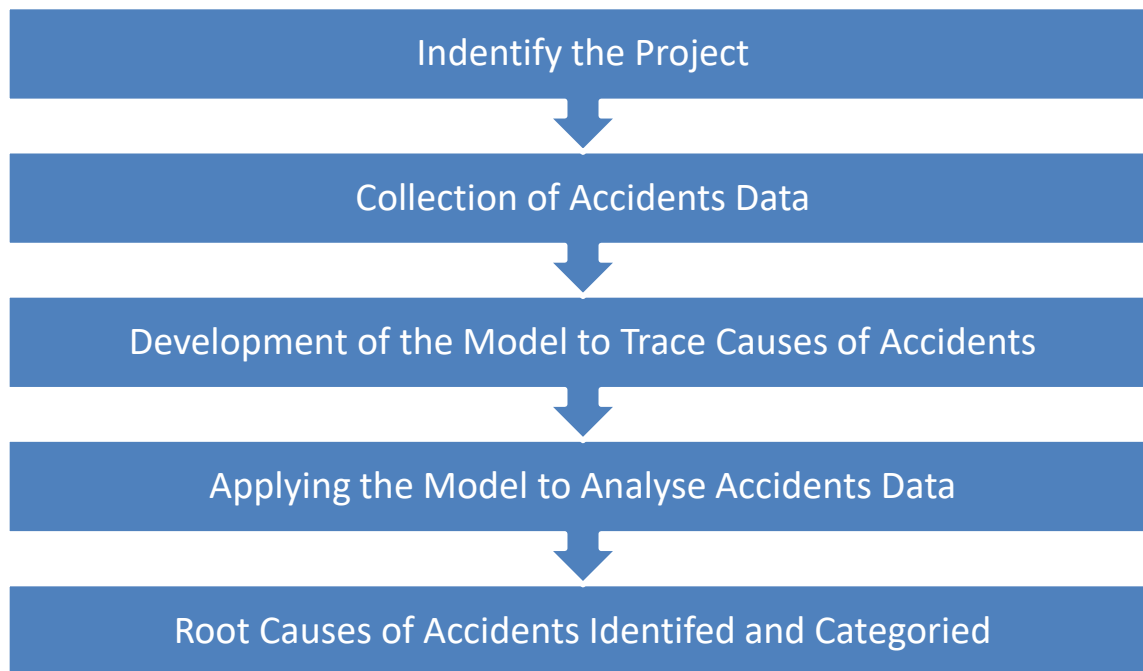 Indentify the Project
Collection of Accidents Data
Development of the Model to Trace Causes of Accidents
Applying the Model to Analyse Accidents Data
Root Causes of Accidents Identifed and Categoried